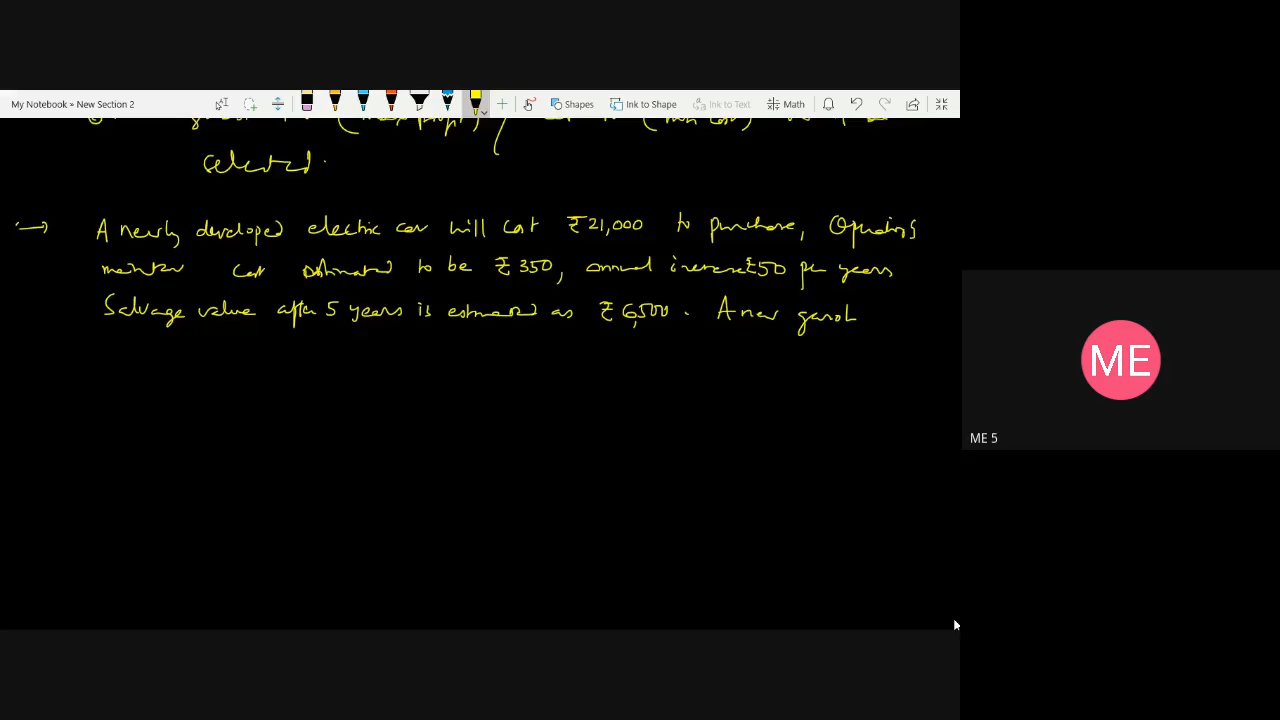 My Notebook » New Section 2
Shapes Ink to Shape Ink to Text Math
selected.
→ A newly developed electric car will cost ₹21,000 to purchase, Operating &
cost estimated to be ₹350, annual increase ₹50 per years
Salvage value after 5 years is estimated as ₹6,500. A new
ME
ME 5